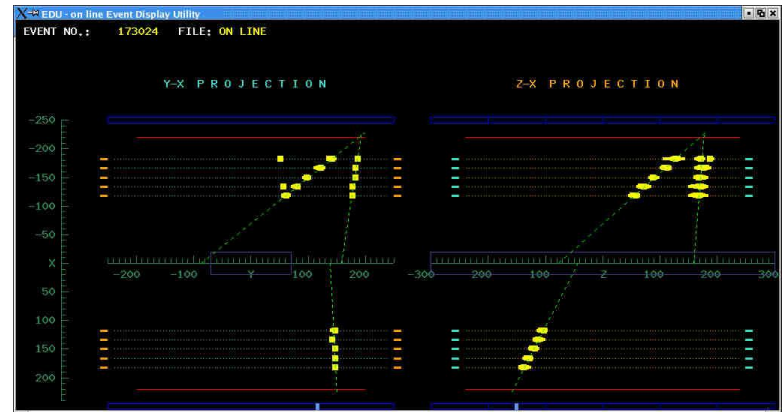 EDU - on line Event Display Utility
EVENT NO.: 173024 FILE: ON LINE
Y-X PROJECTION Z-X PROJECTION
-250
-200
-150
-100
-50
X
-200 -100 Y 100 200 -300 200 100 Z 100 200 300
50
100
150
200